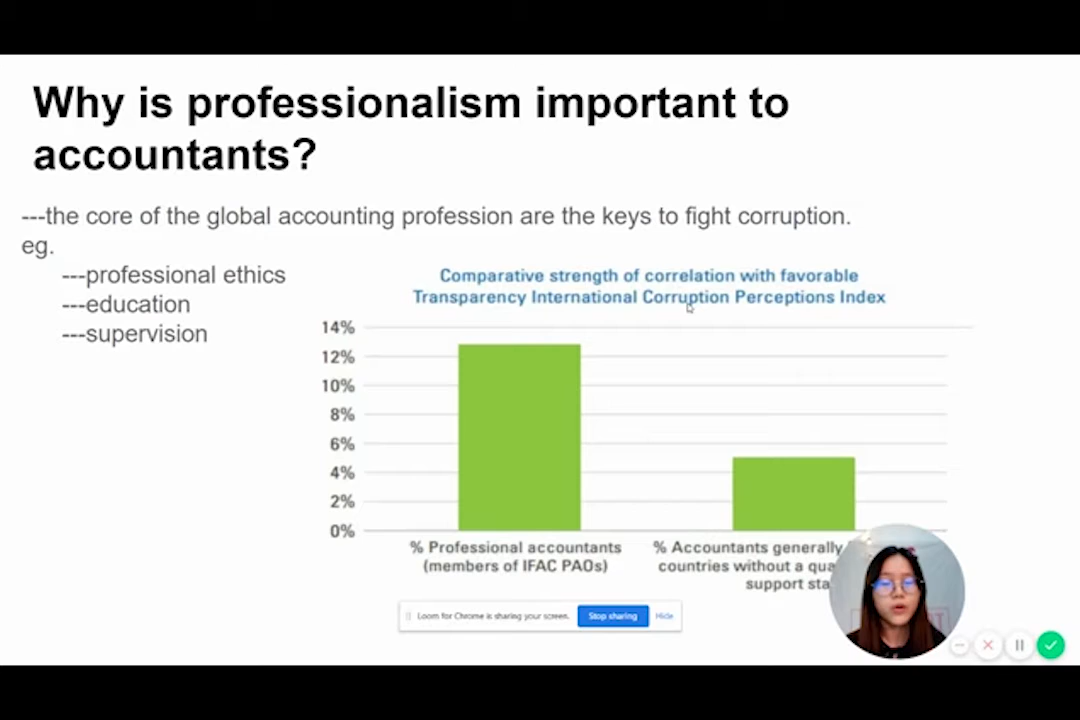 Why is professionalism important to
accountants?
---the core of the global accounting profession are the keys to fight corruption.
eg.
---professional ethics
---education
---supervision
Comparative strength of correlation with favorable
Transparency International Corruption Perceptions Index
14%
12%
10%
8%
6%
4%
2%
0%
% Professional accountants
(members of IFAC PAOs)
% Accountants generally
countries without a
support
Loom for Chrome is sharing your screen.
Stop sharing
Hide